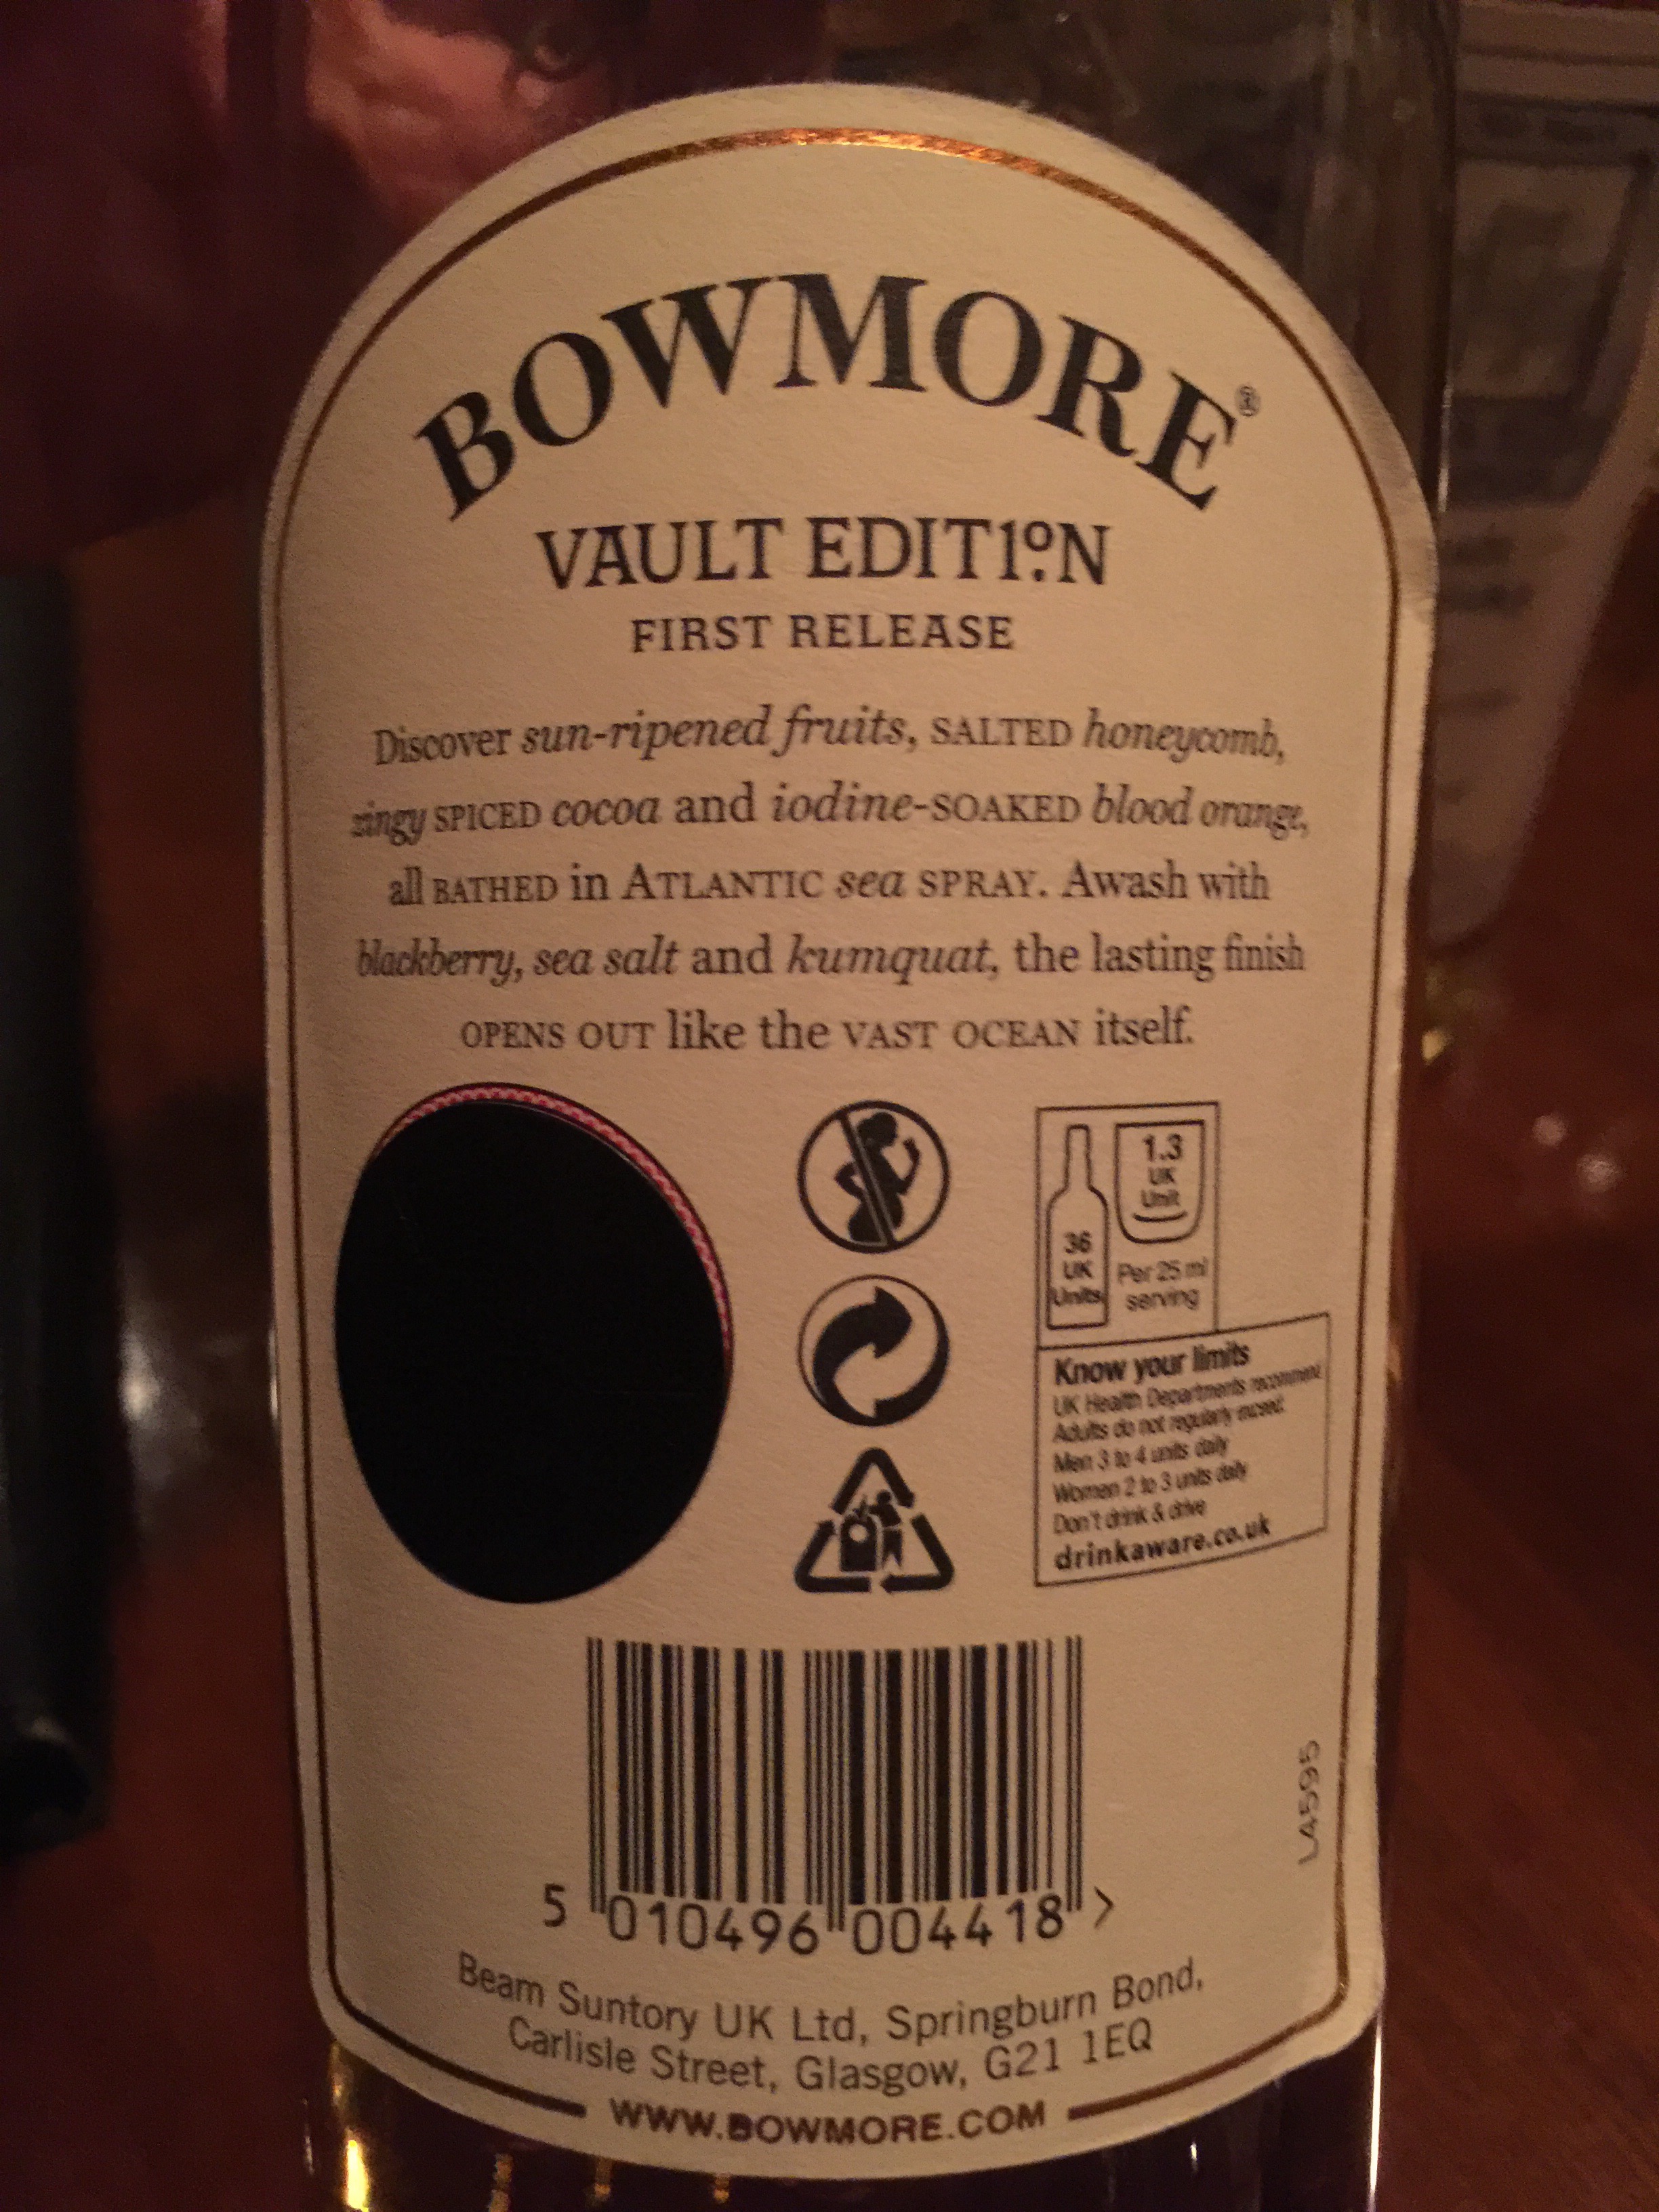 BOWMORE®
VAULT EDIT1º.N
FIRST RELEASE
Discover sun-ripened fruits, SALTED honeycomb,
zingy SPICED cocoa and iodine-SOAKED blood orange,
all BATHED in ATLANTIC sea SPRAY. Awash with
blackberry, sea salt and kumquat, the lasting finish
OPENS OUT like the VAST OCEAN itself.
1.3
UK
Unit
36
UK
Units
Per 25 ml
serving
Know your limits
UK Health Departments recommend
Adults do not regularly exceed:
Men 3 to 4 units daily
Women 2 to 3 units daily
Don't drink & drive
drinkaware.co.uk
L4595
5 010496 004418 >
Beam Suntory UK Ltd, Springburn Bond,
Carlisle Street, Glasgow, G21 1EQ
WWW.BOWMORE.COM